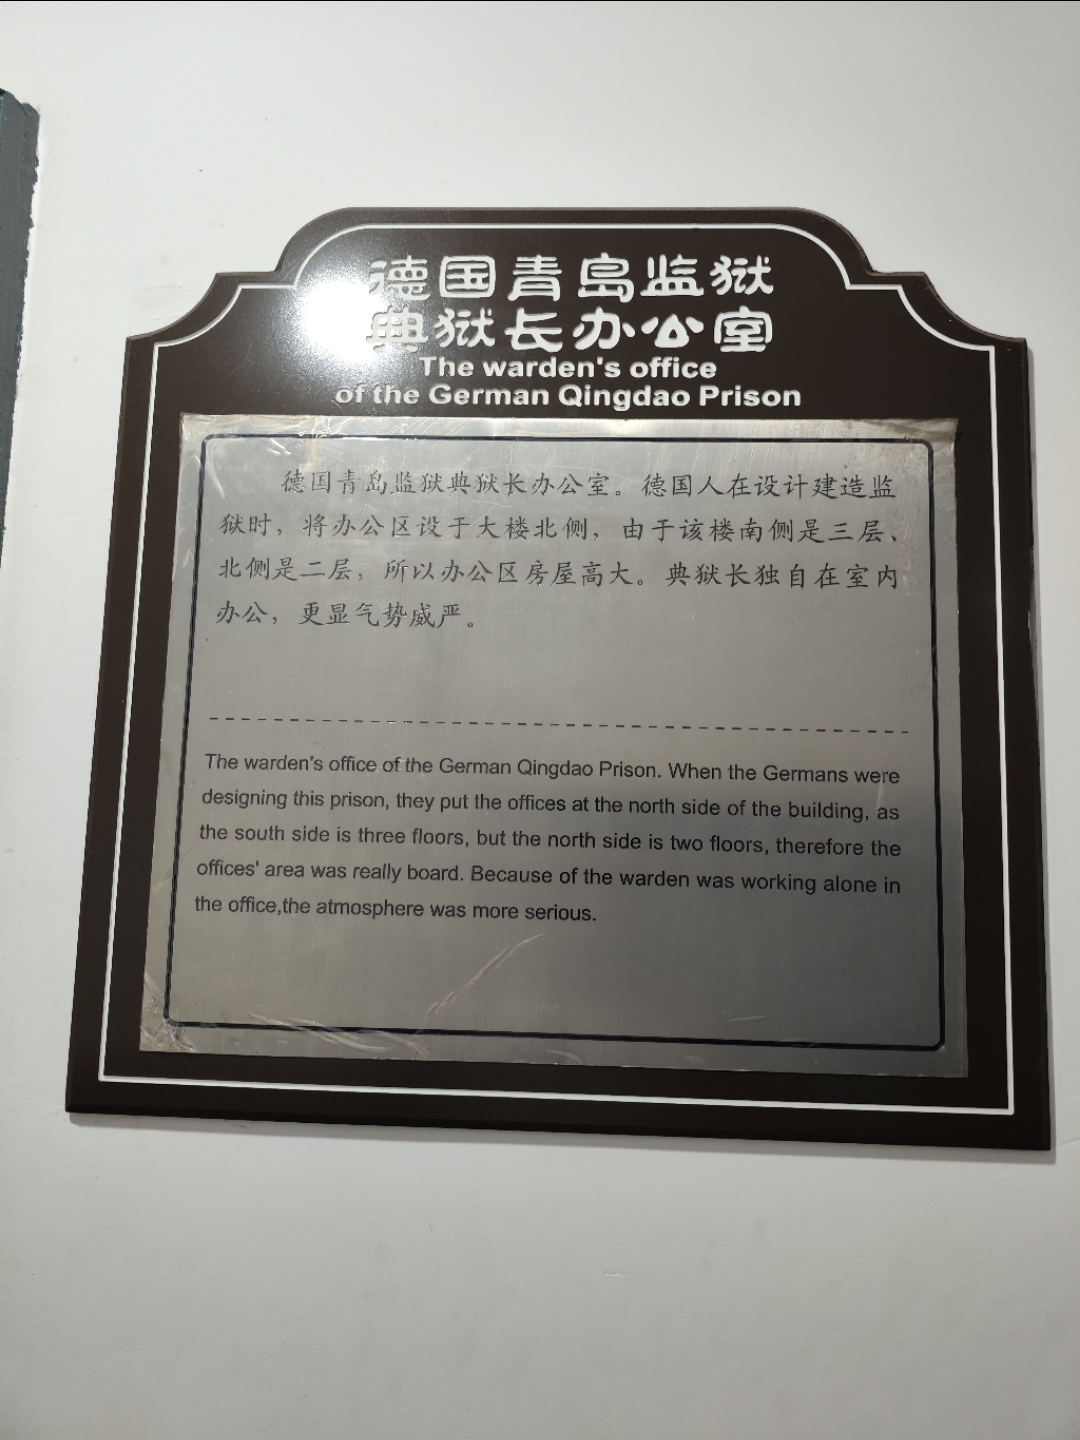 德国青岛监狱
典狱长办公室
The warden's office
of the German Qingdao Prison
德国青岛监狱典狱长办公室。德国人在设计建造监
狱时，将办公区设于大楼北侧，由于该楼南侧是三层、
北侧是二层，所以办公区房屋高大。典狱长独自在室内
办公，更显气势威严。
The warden's office of the German Qingdao Prison. When the Germans were
designing this prison, they put the offices at the north side of the building, as
the south side is three floors, but the north side is two floors, therefore the
offices' area was really board. Because of the warden was working alone in
the office,the atmosphere was more serious.